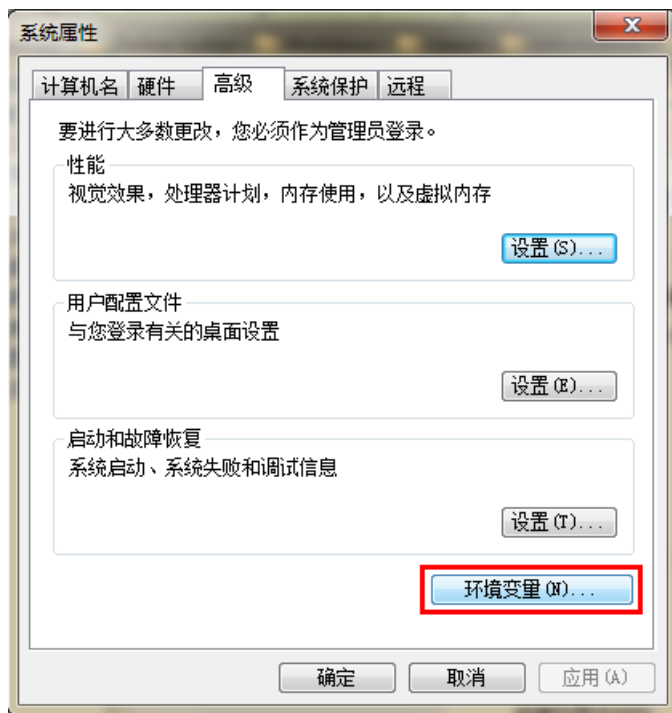 系统属性
计算机名 硬件 高级 系统保护 远程
要进行大多数更改，您必须作为管理员登录。
性能
视觉效果，处理器计划，内存使用，以及虚拟内存
设置(S)...
用户配置文件
与您登录有关的桌面设置
设置(E)...
启动和故障恢复
系统启动、系统失败和调试信息
设置(T)...
环境变量(N)...
确定 取消 应用(A)